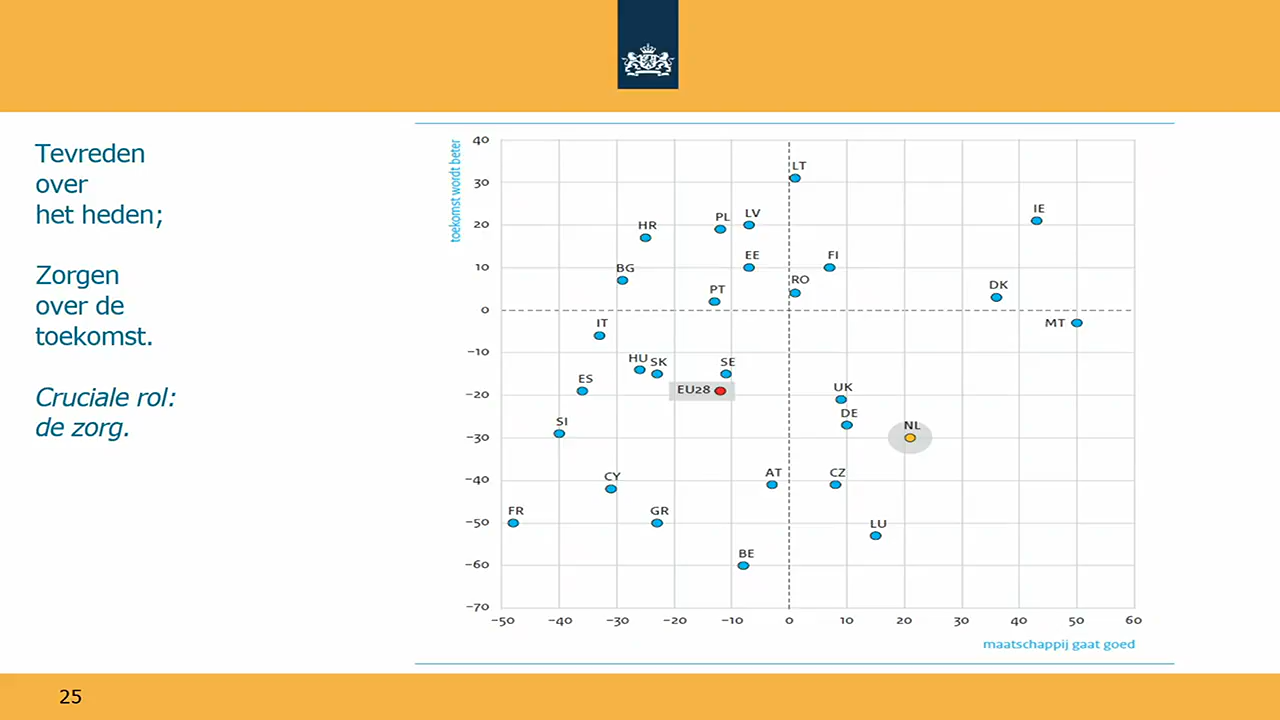 Tevreden
over
het heden;
Zorgen
over de
toekomst.
Cruciale rol:
de zorg.
toekomst wordt beter
40
30
20
10
0
-10
-20
-30
-40
-50
-60
-70
LT
IE
HR
PL
LV
BG
EE
FI
PT
RO
DK
IT
MT
HU
SK
SE
ES
EU28
UK
SI
DE
NL
CY
AT
CZ
FR
GR
LU
BE
-50 -40 -30 -20 -10 0 10 20 30 40 50 60
maatschappij gaat goed
25